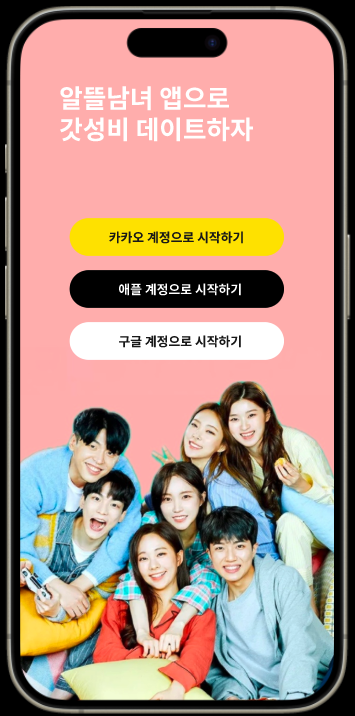 알뜰남녀 앱으로
갓성비 데이트하자
카카오 계정으로 시작하기
애플 계정으로 시작하기
구글 계정으로 시작하기